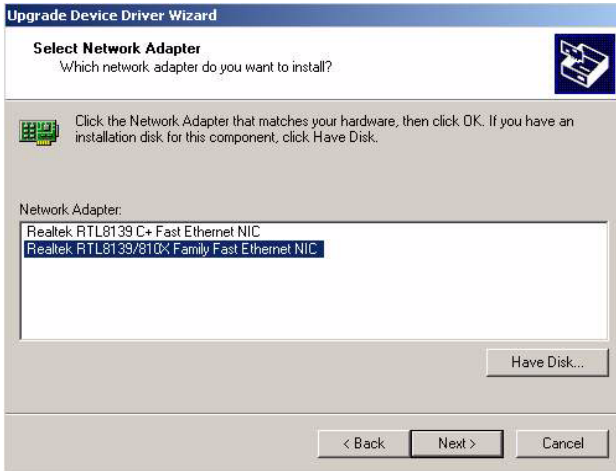 Upgrade Device Driver Wizard
Select Network Adapter
Which network adapter do you want to install?
Click the Network Adapter that matches your hardware, then click OK. If you have an
installation disk for this component, click Have Disk.
Network Adapter:
Realtek RTL8139 C+ Fast Ethernet NIC
Realtek RTL8139/810X Family Fast Ethernet NIC
Have Disk...
< Back Next > Cancel